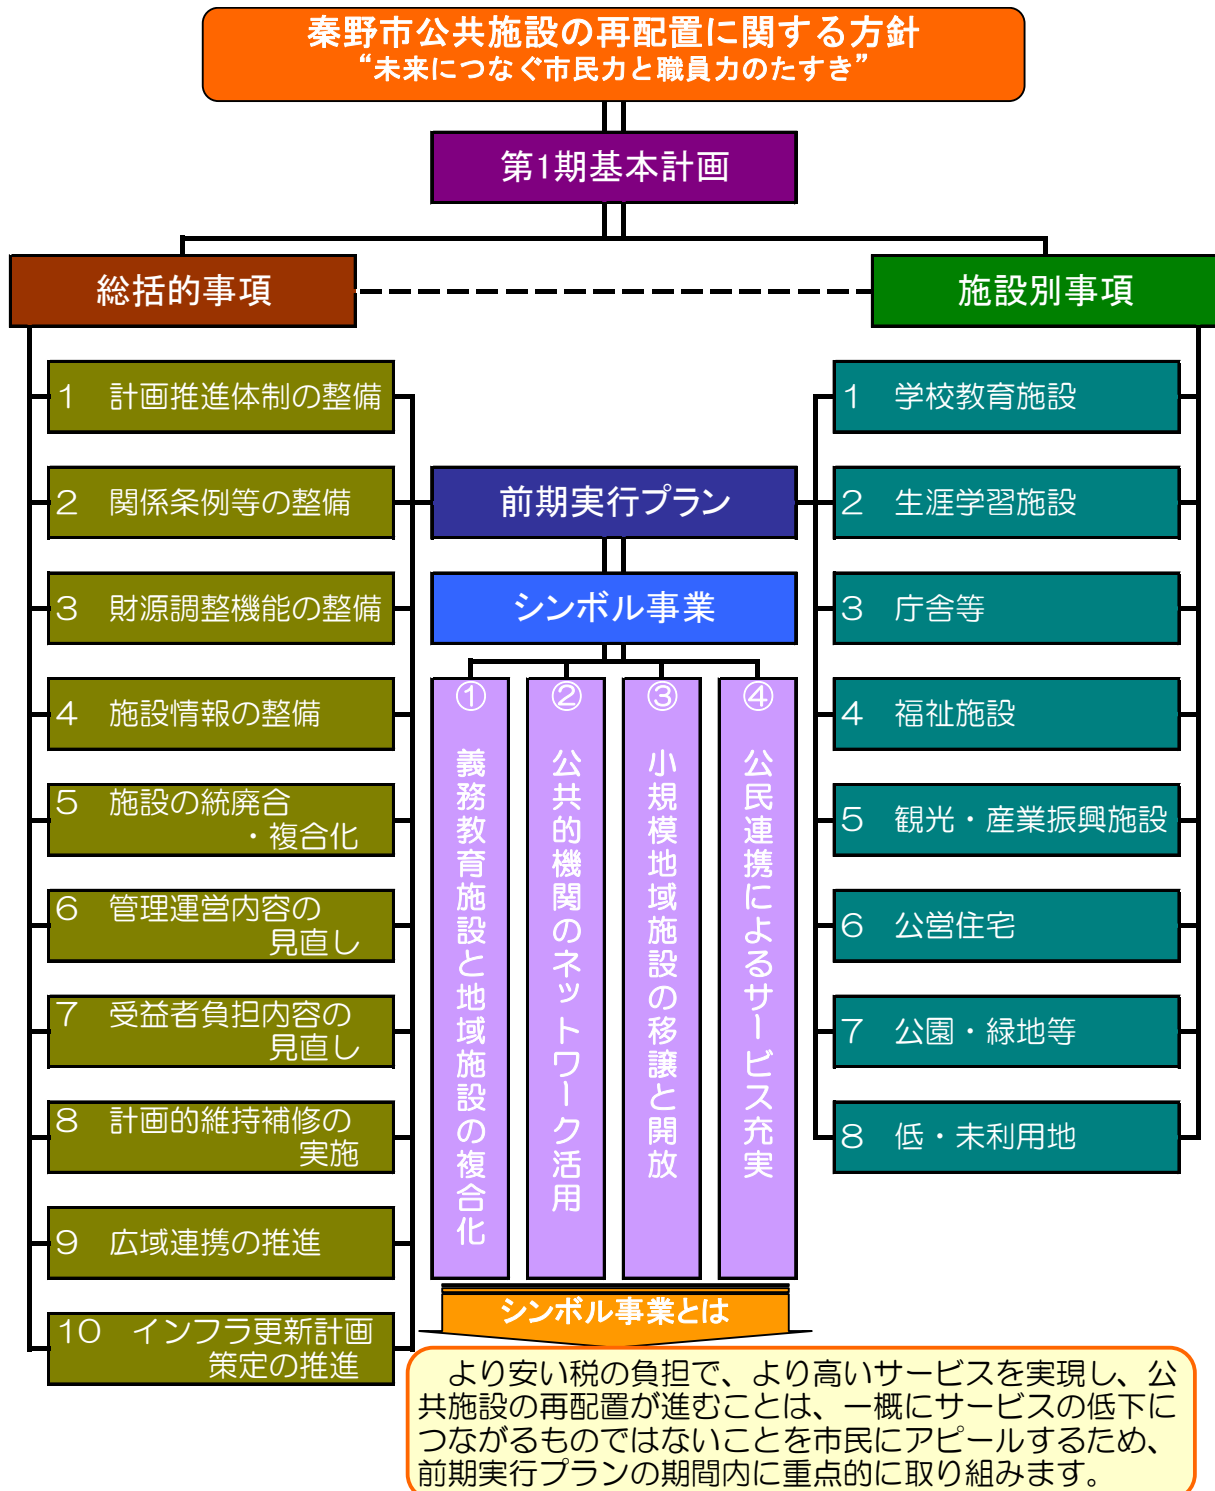 秦野市公共施設の再配置に関する方針
“未来につなぐ市民力と職員力のたすき”
第1期基本計画
総括的事項
施設別事項
１　計画推進体制の整備
２　関係条例等の整備
３　財源調整機能の整備
４　施設情報の整備
５　施設の統廃合
・複合化
６　管理運営内容の
見直し
７　受益者負担内容の
見直し
８　計画的維持補修の
実施
９　広域連携の推進
１０　インフラ更新計画
策定の推進
前期実行プラン
シンボル事業
①　義務教育施設と地域施設の複合化
②　公共的機関のネットワーク活用
③　小規模地域施設の移譲と開放
④　公民連携によるサービス充実
１　学校教育施設
２　生涯学習施設
３　庁舎等
４　福祉施設
５　観光・産業振興施設
６　公営住宅
７　公園・緑地等
８　低・未利用地
シンボル事業とは
より安い税の負担で、より高いサービスを実現し、公
共施設の再配置が進むことは、一概にサービスの低下に
つながるものではないことを市民にアピールするため、
前期実行プランの期間内に重点的に取り組みます。